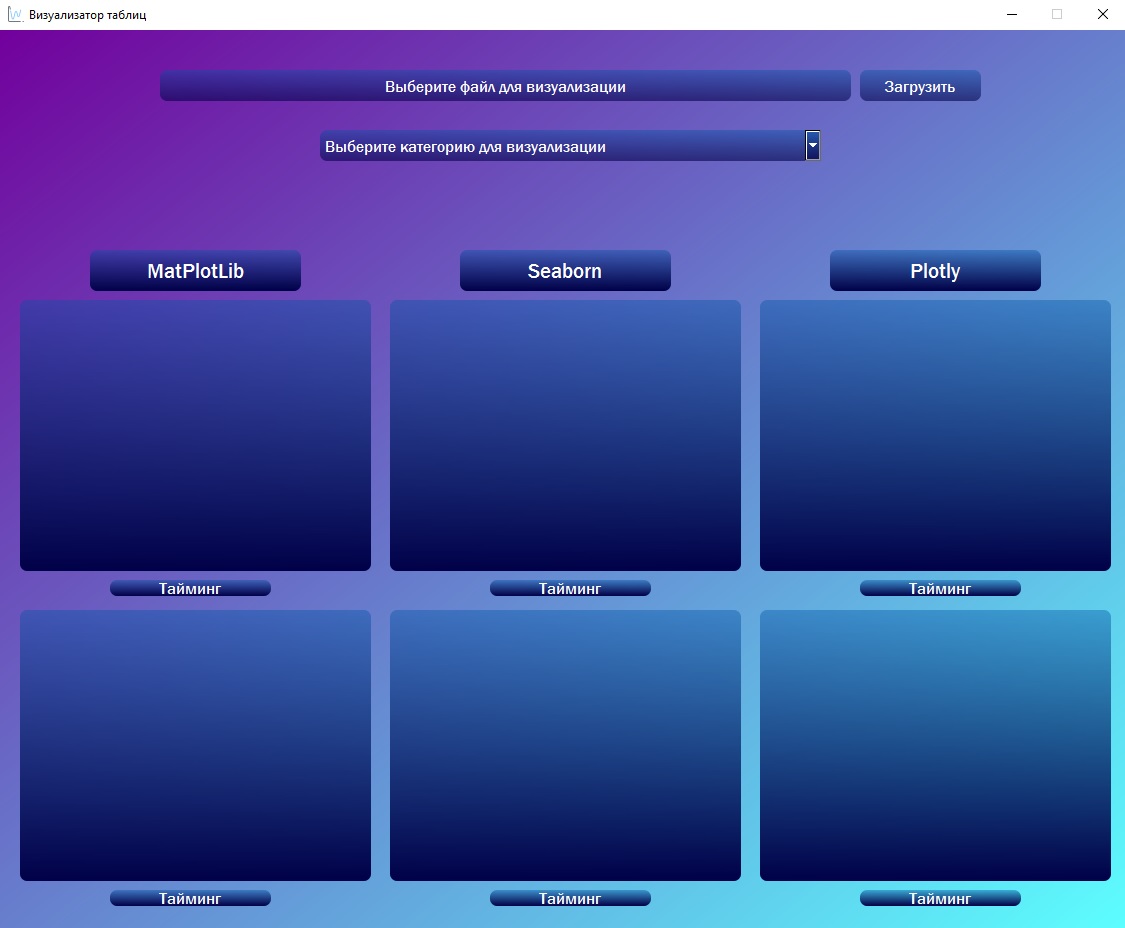 Визуализатор таблиц
Выберите файл для визуализации
Загрузить
Выберите категорию для визуализации
MatPlotLib
Seaborn
Plotly
Тайминг
Тайминг
Тайминг
Тайминг
Тайминг
Тайминг